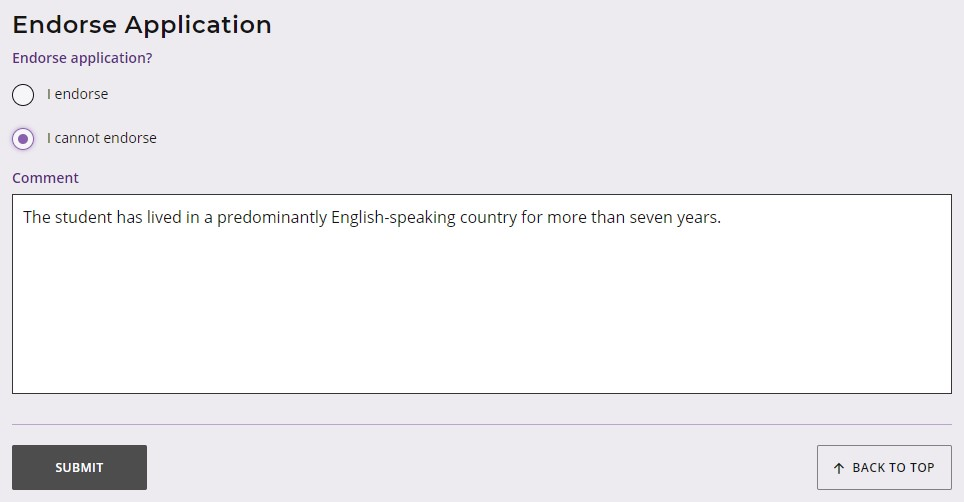 Endorse Application
Endorse application?
I endorse
I cannot endorse
Comment
The student has lived in a predominantly English-speaking country for more than seven years.
SUBMIT
↑ BACK TO TOP